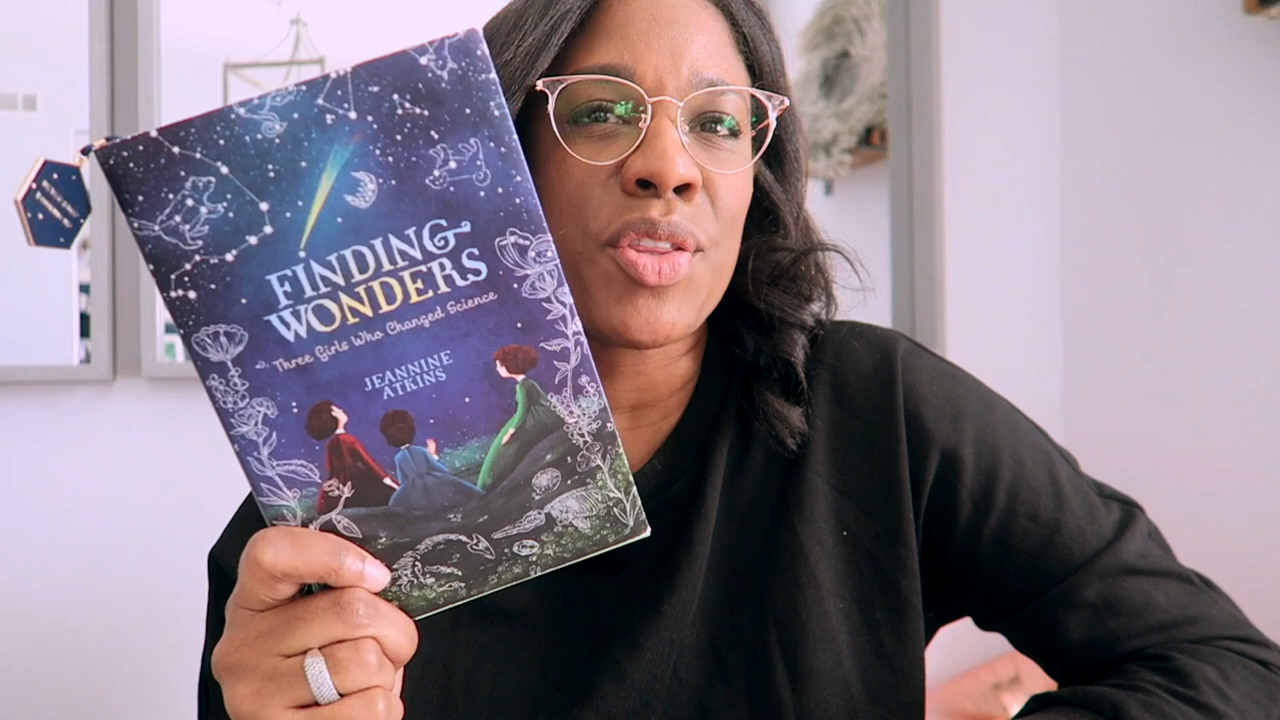 FINDING
WONDERS
Three Girls Who Changed Science
JEANNINE
ATKINS